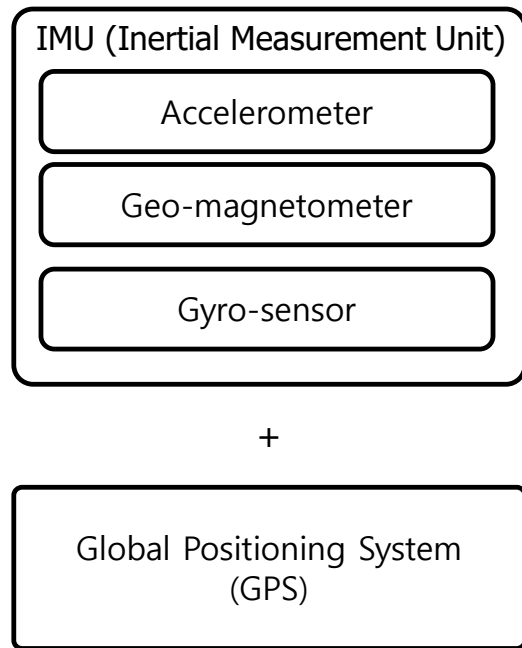 IMU (Inertial Measurement Unit)
Accelerometer
Geo-magnetometer
Gyro-sensor
+
Global Positioning System
(GPS)